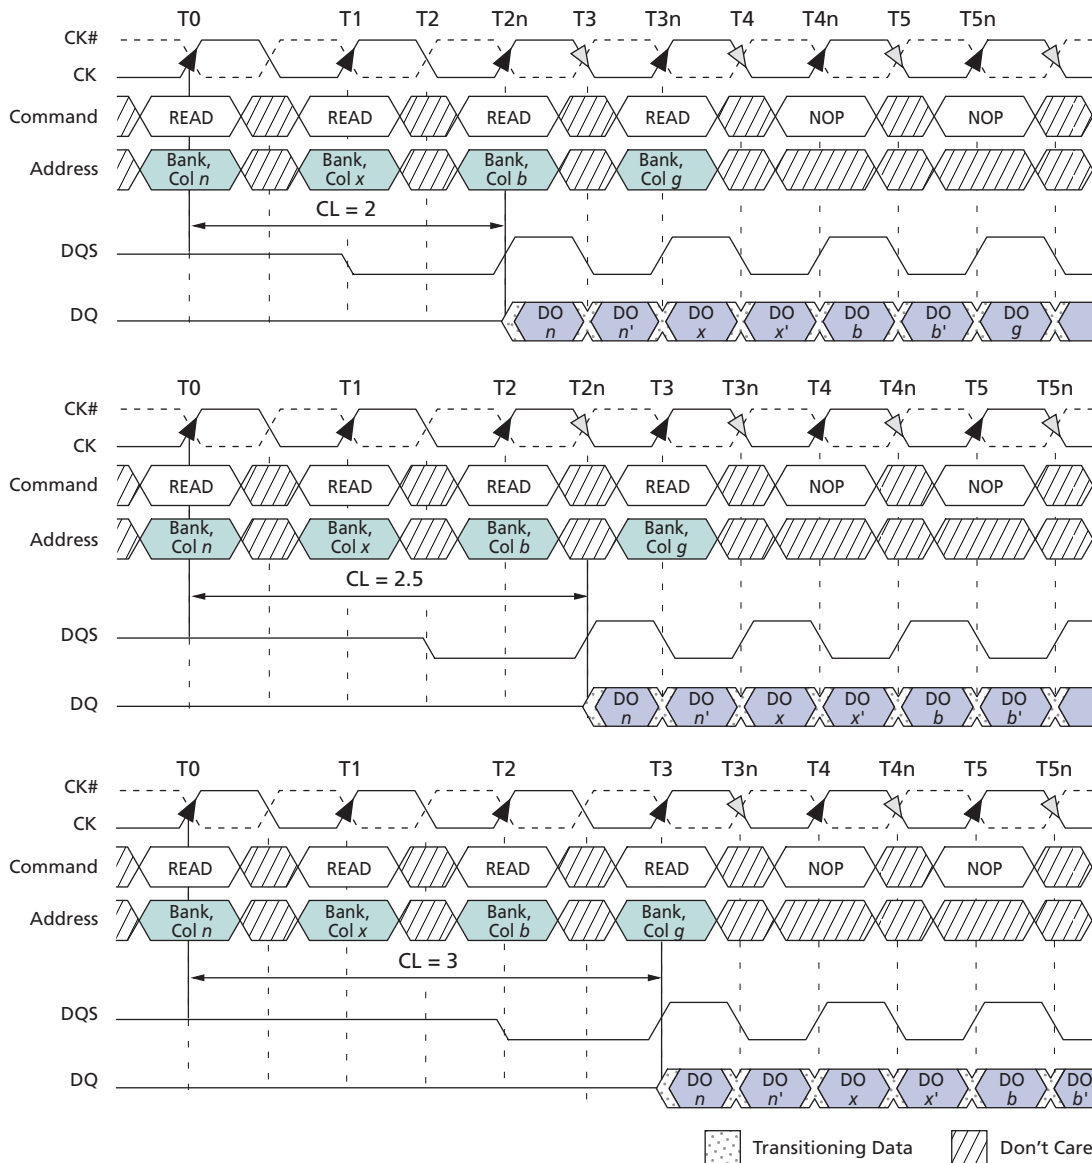 T0 T1 T2 T2n T3 T3n T4 T4n T5 T5n
CK#
CK
Command READ READ READ READ NOP NOP
Address Bank, Col n Bank, Col x Bank, Col b Bank, Col g
CL = 2
DQS
DQ DO n DO n' DO x DO x' DO b DO b' DO g
T0 T1 T2 T2n T3 T3n T4 T4n T5 T5n
CK#
CK
Command READ READ READ READ NOP NOP
Address Bank, Col n Bank, Col x Bank, Col b Bank, Col g
CL = 2.5
DQS
DQ DO n DO n' DO x DO x' DO b DO b'
T0 T1 T2 T3 T3n T4 T4n T5 T5n
CK#
CK
Command READ READ READ READ NOP NOP
Address Bank, Col n Bank, Col x Bank, Col b Bank, Col g
CL = 3
DQS
DQ DO n DO n' DO x DO x' DO b DO b'
Transitioning Data Don't Care